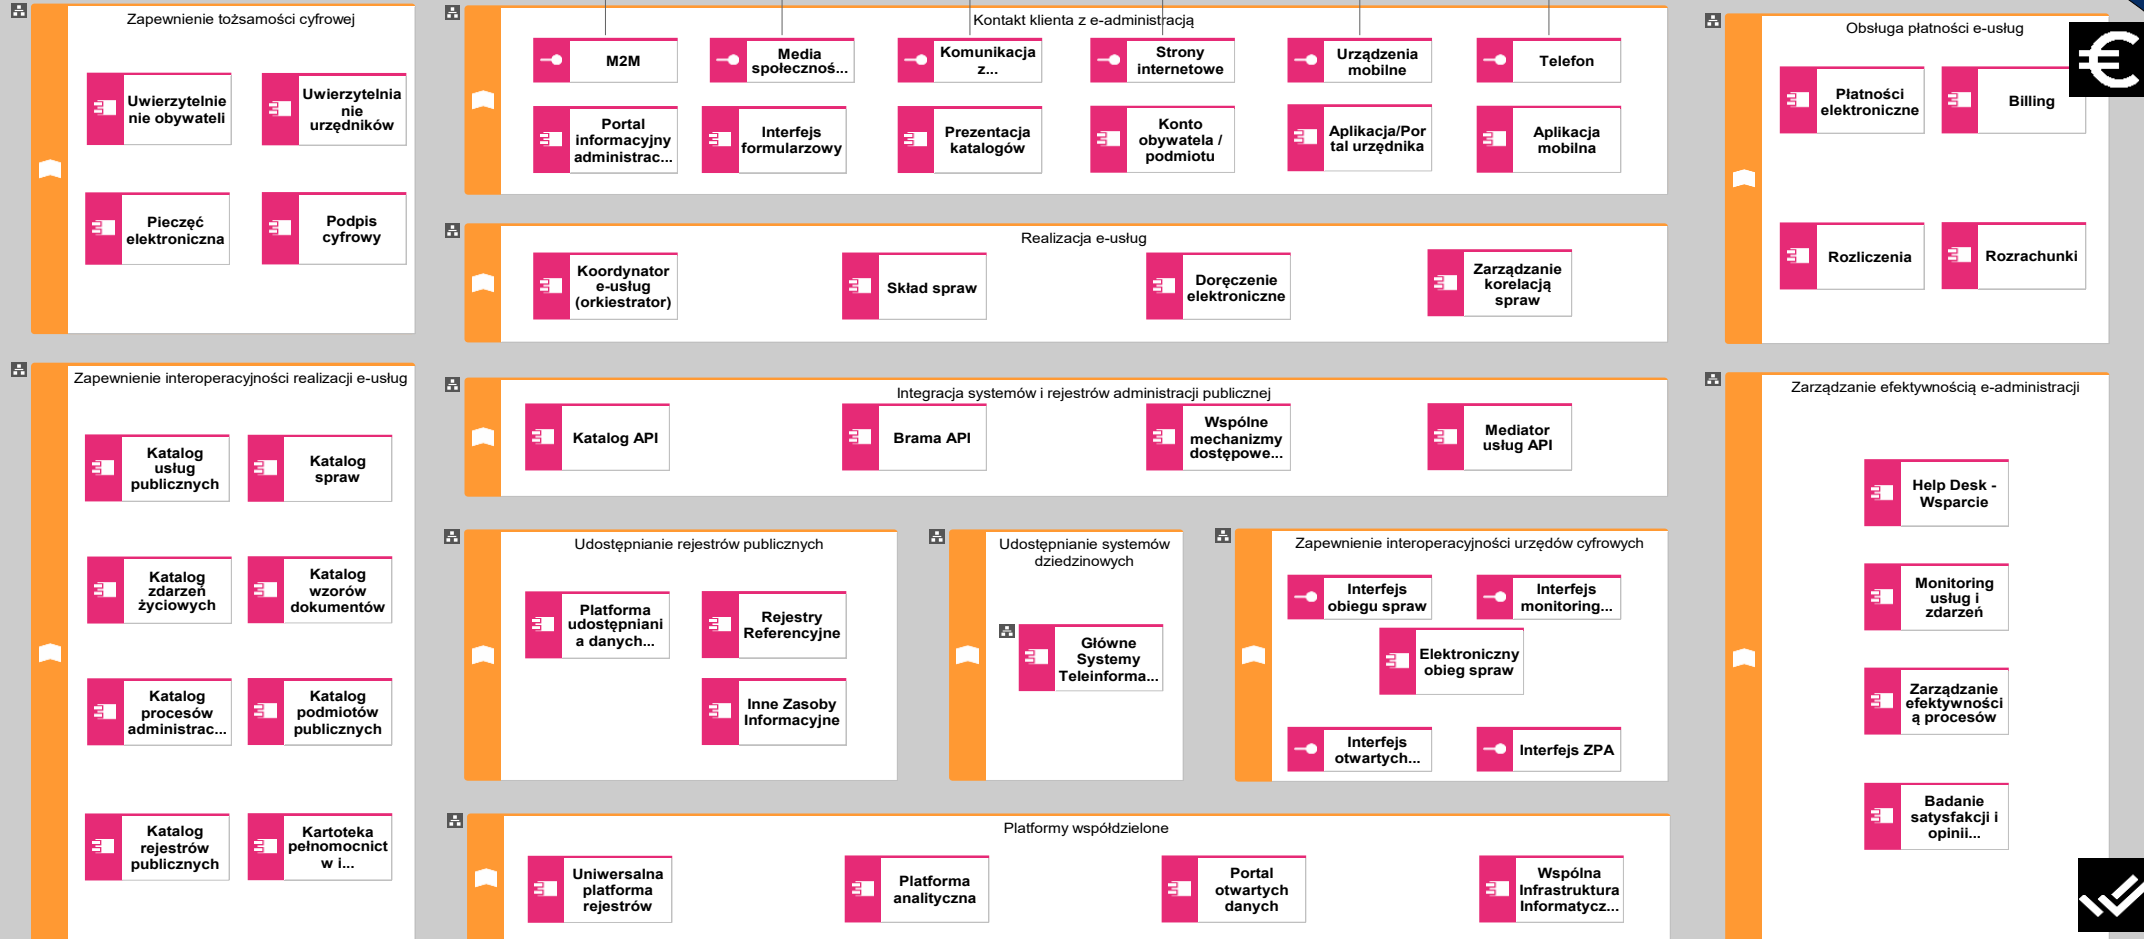 Zapewnienie tożsamości cyfrowej
Uwierzytelnie
nie obywateli
Uwierzytelnia
nie
urzędników
Pieczęć
elektroniczna
Podpis
cyfrowy
Kontakt klienta z e-administracją
M2M
Media
społecznoś...
Komunikacja
z...
Strony
internetowe
Urządzenia
mobilne
Telefon
Portal
informacyjny
administrac...
Interfejs
formularzowy
Prezentacja
katalogów
Konto
obywatela /
podmiotu
Aplikacja/Por
tal urzędnika
Aplikacja
mobilna
Obsługa płatności e-usług
€
Płatności
elektroniczne
Billing
Rozliczenia
Rozrachunki
Realizacja e-usług
Koordynator
e-usług
(orkiestrator)
Skład spraw
Doręczenie
elektroniczne
Zarządzanie
korelacją
spraw
Zapewnienie interoperacyjności realizacji e-usług
Katalog
usług
publicznych
Katalog
spraw
Katalog
zdarzeń
życiowych
Katalog
wzorów
dokumentów
Katalog
procesów
administrac...
Katalog
podmiotów
publicznych
Katalog
rejestrów
publicznych
Kartoteka
pełnomocnict
w i...
Integracja systemów i rejestrów administracji publicznej
Katalog API
Brama API
Wspólne
mechanizmy
dostępowe...
Mediator
usług API
Udostępnianie rejestrów publicznych
Platforma
udostępniani
a danych...
Rejestry
Referencyjne
Inne Zasoby
Informacyjne
Udostępnianie systemów
dziedzinowych
Główne
Systemy
Teleinforma...
Zapewnienie interoperacyjności urzędów cyfrowych
Interfejs
obiegu spraw
Interfejs
monitoring...
Elektroniczny
obieg spraw
Interfejs
otwartych...
Interfejs ZPA
Zarządzanie efektywnością e-administracji
Help Desk -
Wsparcie
Monitoring
usług i
zdarzeń
Zarządzanie
efektywności
ą procesów
Badanie
satysfakcji i
opinii...
Platformy współdzielone
Uniwersalna
platforma
rejestrów
Platforma
analityczna
Portal
otwartych
danych
Wspólna
Infrastruktura
Informatycz...